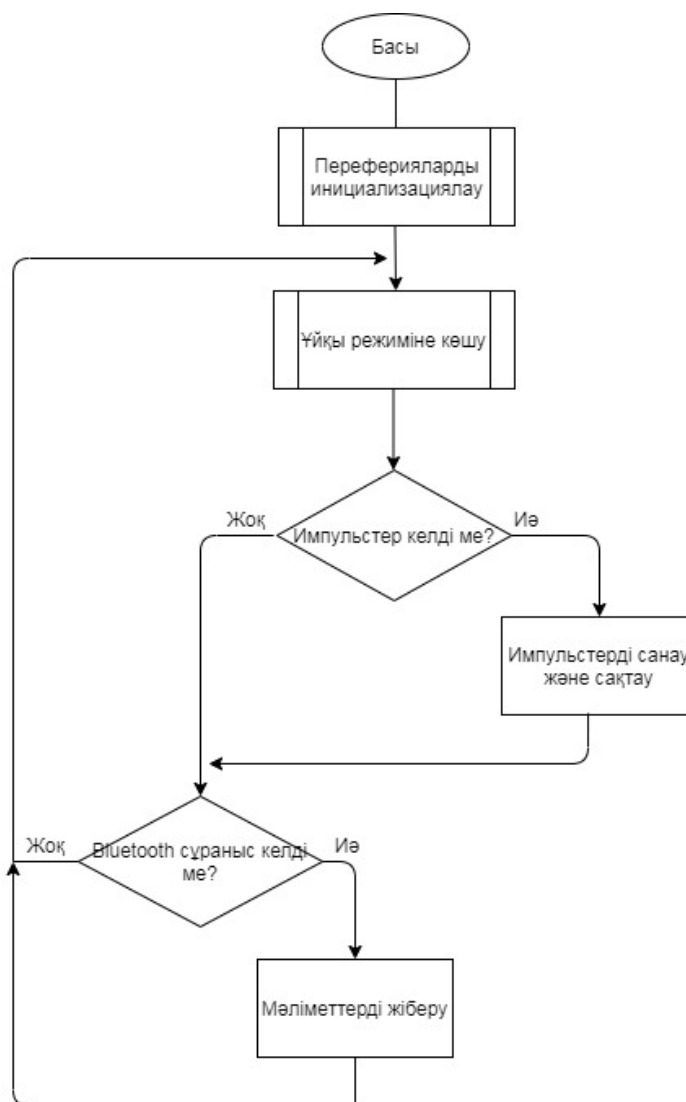 Басы
Переферияларды
инициализациялау
Ұйқы режиміне көшу
Жоқ
Импульстер келді ме?
Иә
Импульстерді санау
және сақтау
Жоқ
Bluetooth сұраныс келді
ме?
Иә
Мәліметтерді жіберу